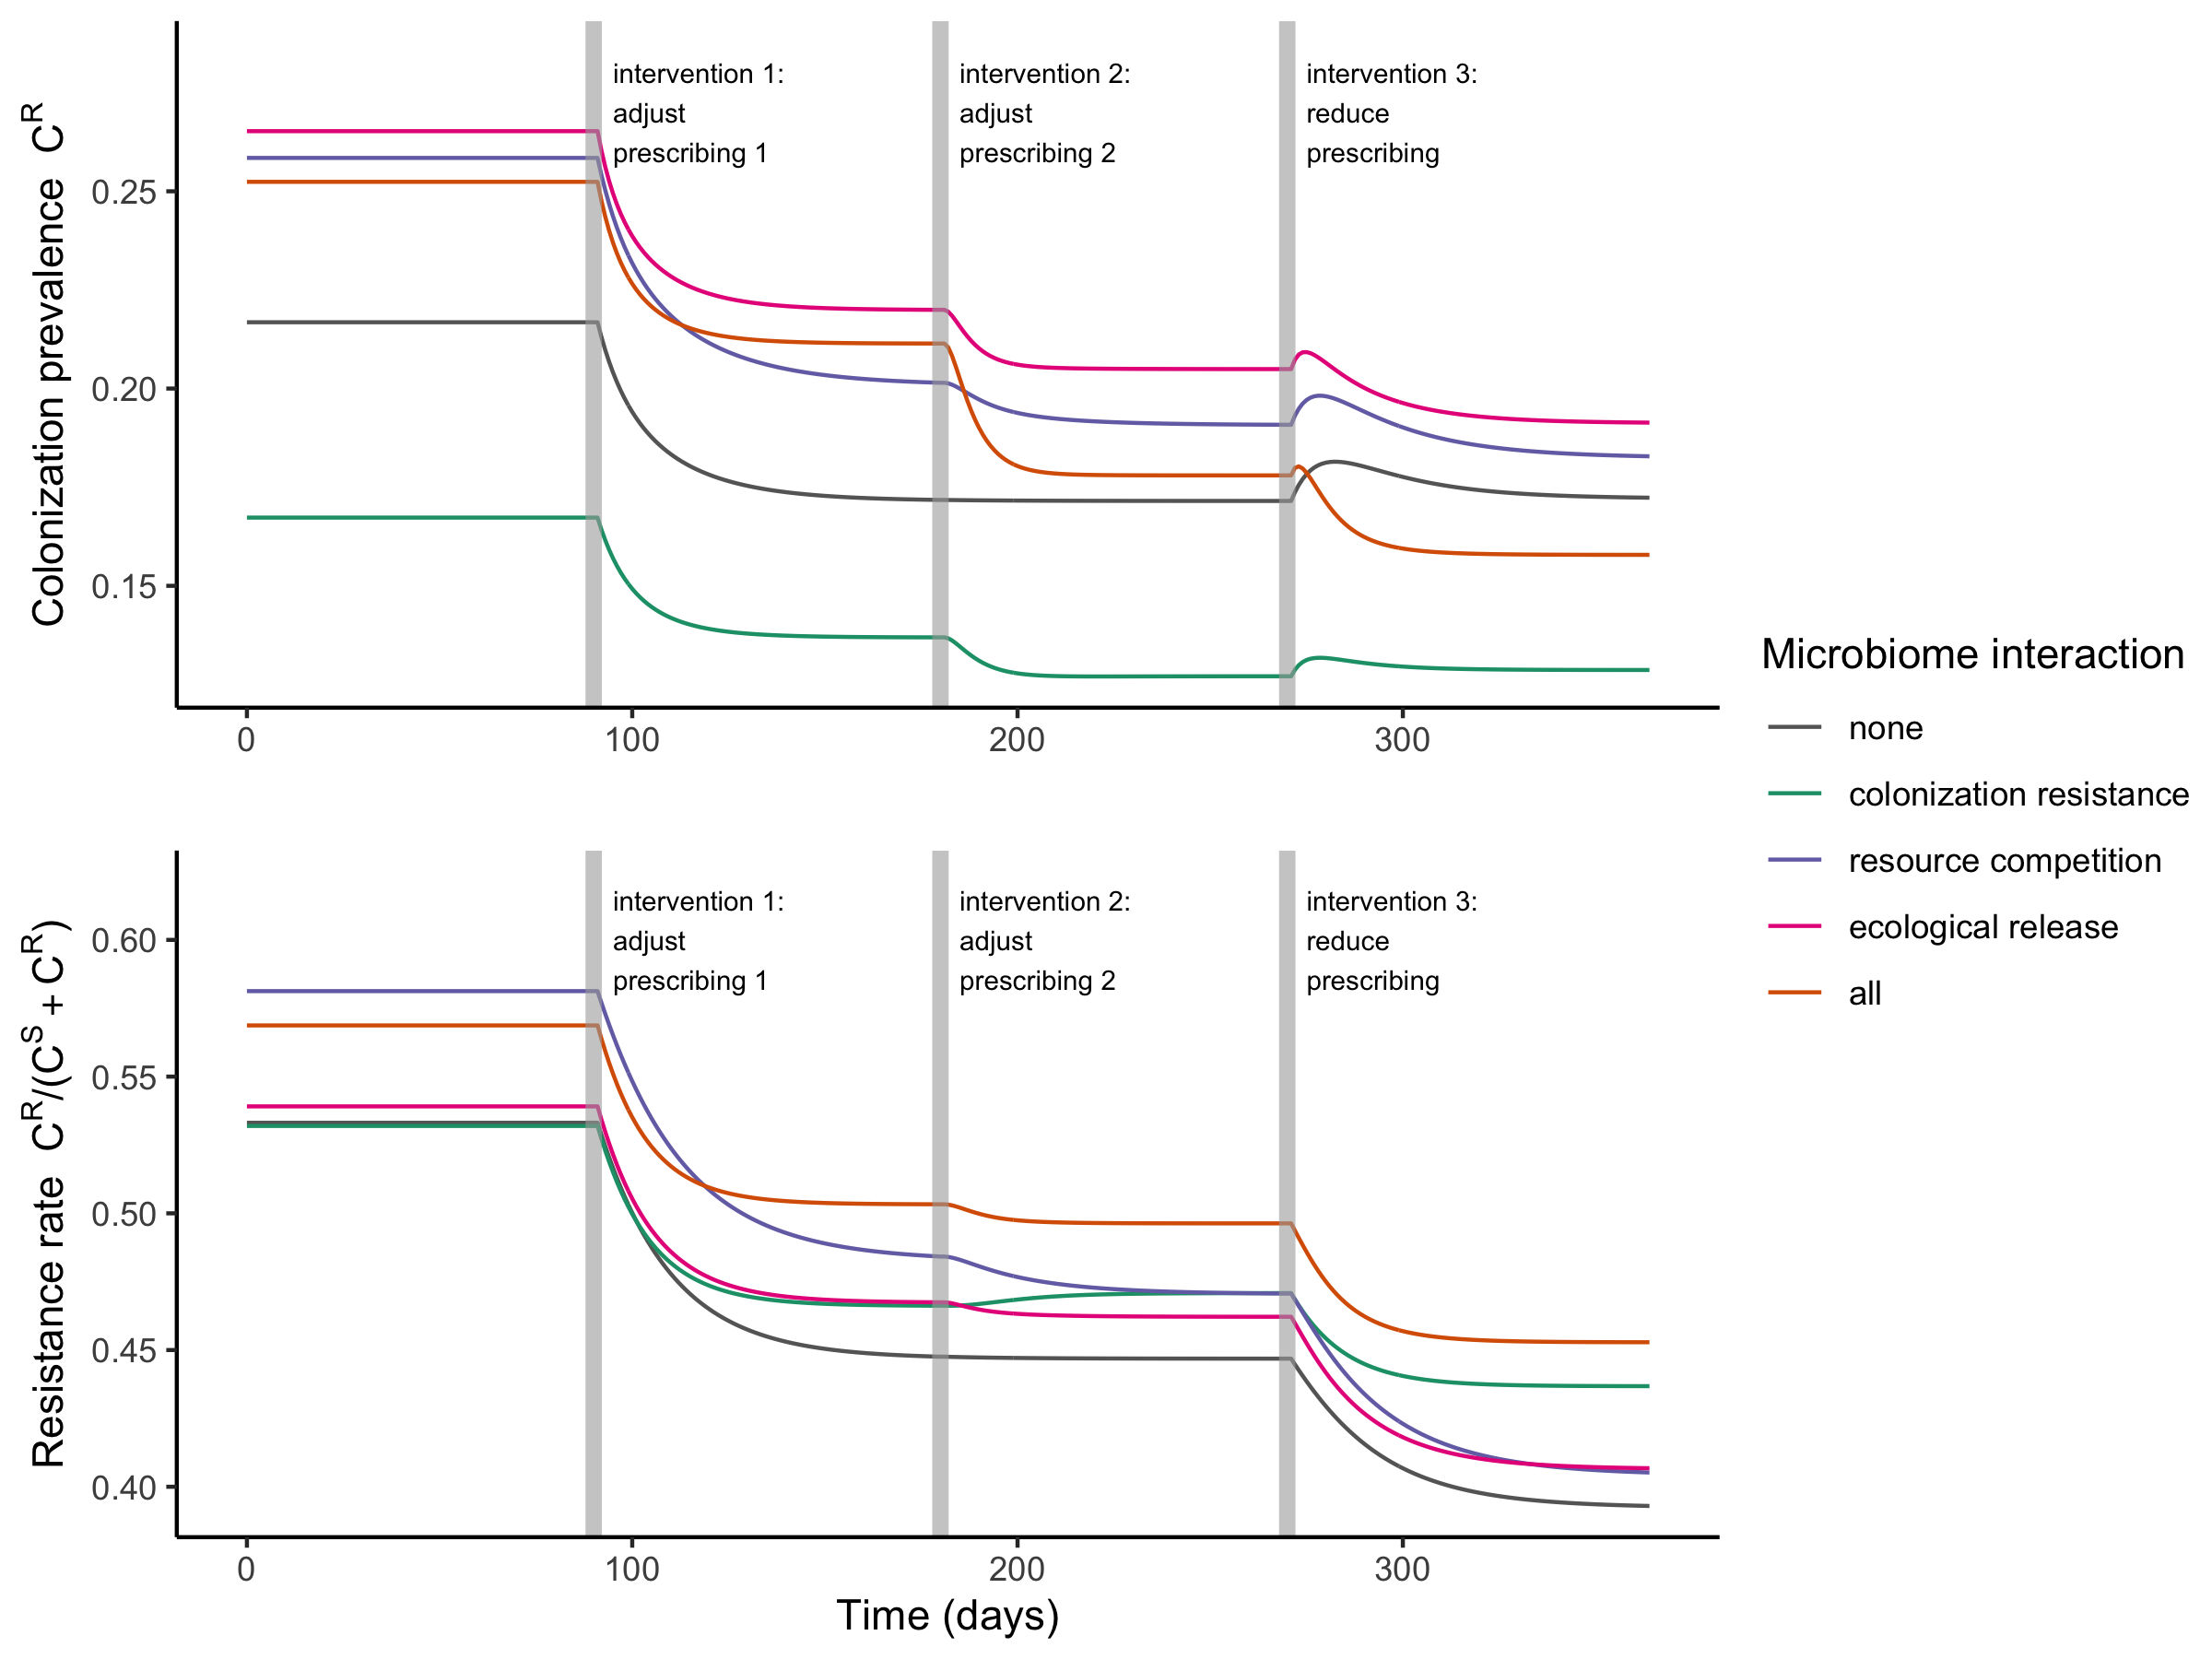 Colonization prevalence C^R
0.25
0.20
0.15
intervention 1:
adjust
prescribing 1
intervention 2:
adjust
prescribing 2
intervention 3:
reduce
prescribing
0
100
200
300
Resistance rate C^R/(C^S + C^R)
0.60
0.55
0.50
0.45
0.40
intervention 1:
adjust
prescribing 1
intervention 2:
adjust
prescribing 2
intervention 3:
reduce
prescribing
0
100
200
300
Time (days)
Microbiome interaction
none
colonization resistance
resource competition
ecological release
all